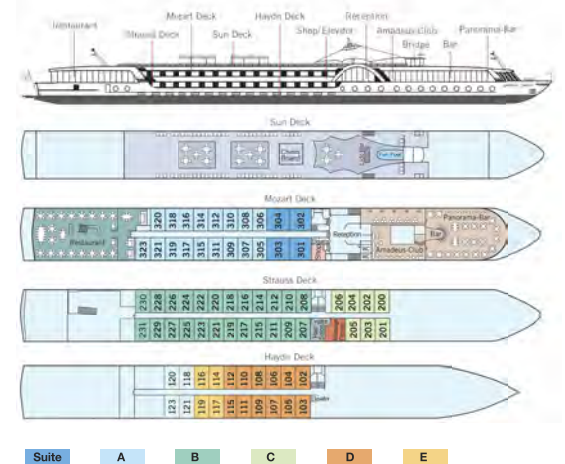 Mozart Deck
Haydn Deck
Reception
Restaurant
Strauss Deck
Sun Deck
Shop/Elevator
Amadeus-Club
Panorama-Bar
Bridge
Bar
Sun Deck
Chess
Board
Mozart Deck
320 318 316 314 312 310 308 306 304 302
Panorama-Bar
Restaurant
Reception
Bar
Amadeus-Club
323 321 319 317 315 311 309 307 305 303 301
Strauss Deck
230 228 226 224 222 220 218 216 214 212 210 208 206 204 202 200
231 229 227 225 223 221 219 217 215 211 209 207 205 203 201
Haydn Deck
120 118 116 114 112 110 108 106 104 102
123 121 119 117 115 111 109 107 105 103
Suite A B C D E